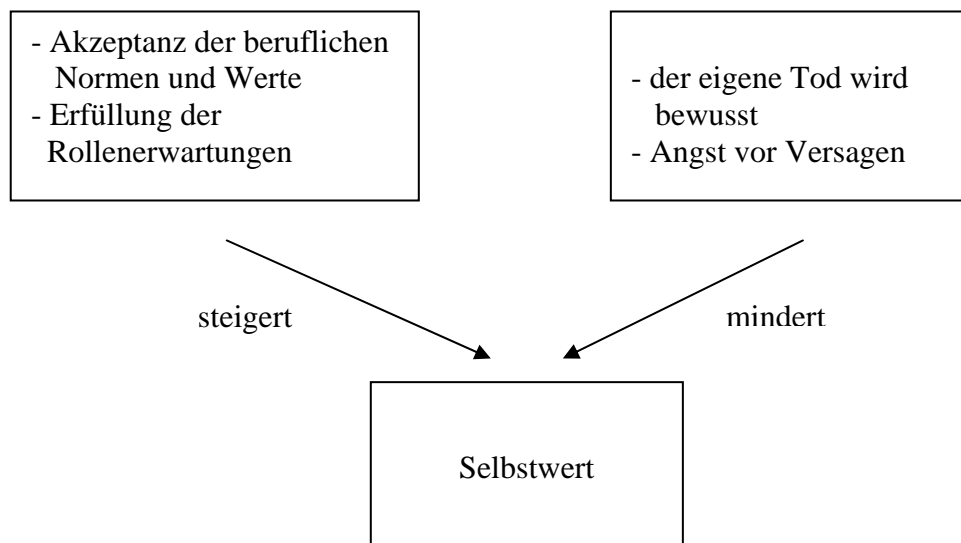 - Akzeptanz der beruflichen
Normen und Werte
- Erfüllung der
Rollenerwartungen
- der eigene Tod wird
bewusst
- Angst vor Versagen
steigert
mindert
Selbstwert